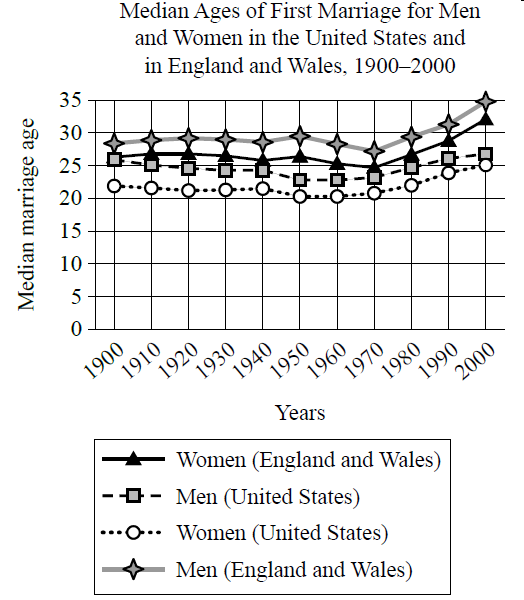 Median Ages of First Marriage for Men
and Women in the United States and
in England and Wales, 1900–2000
Median marriage age
35
30
25
20
15
10
5
0
1900
1910
1920
1930
1940
1950
1960
1970
1980
1990
2000
Years
Women (England and Wales)
Men (United States)
Women (United States)
Men (England and Wales)